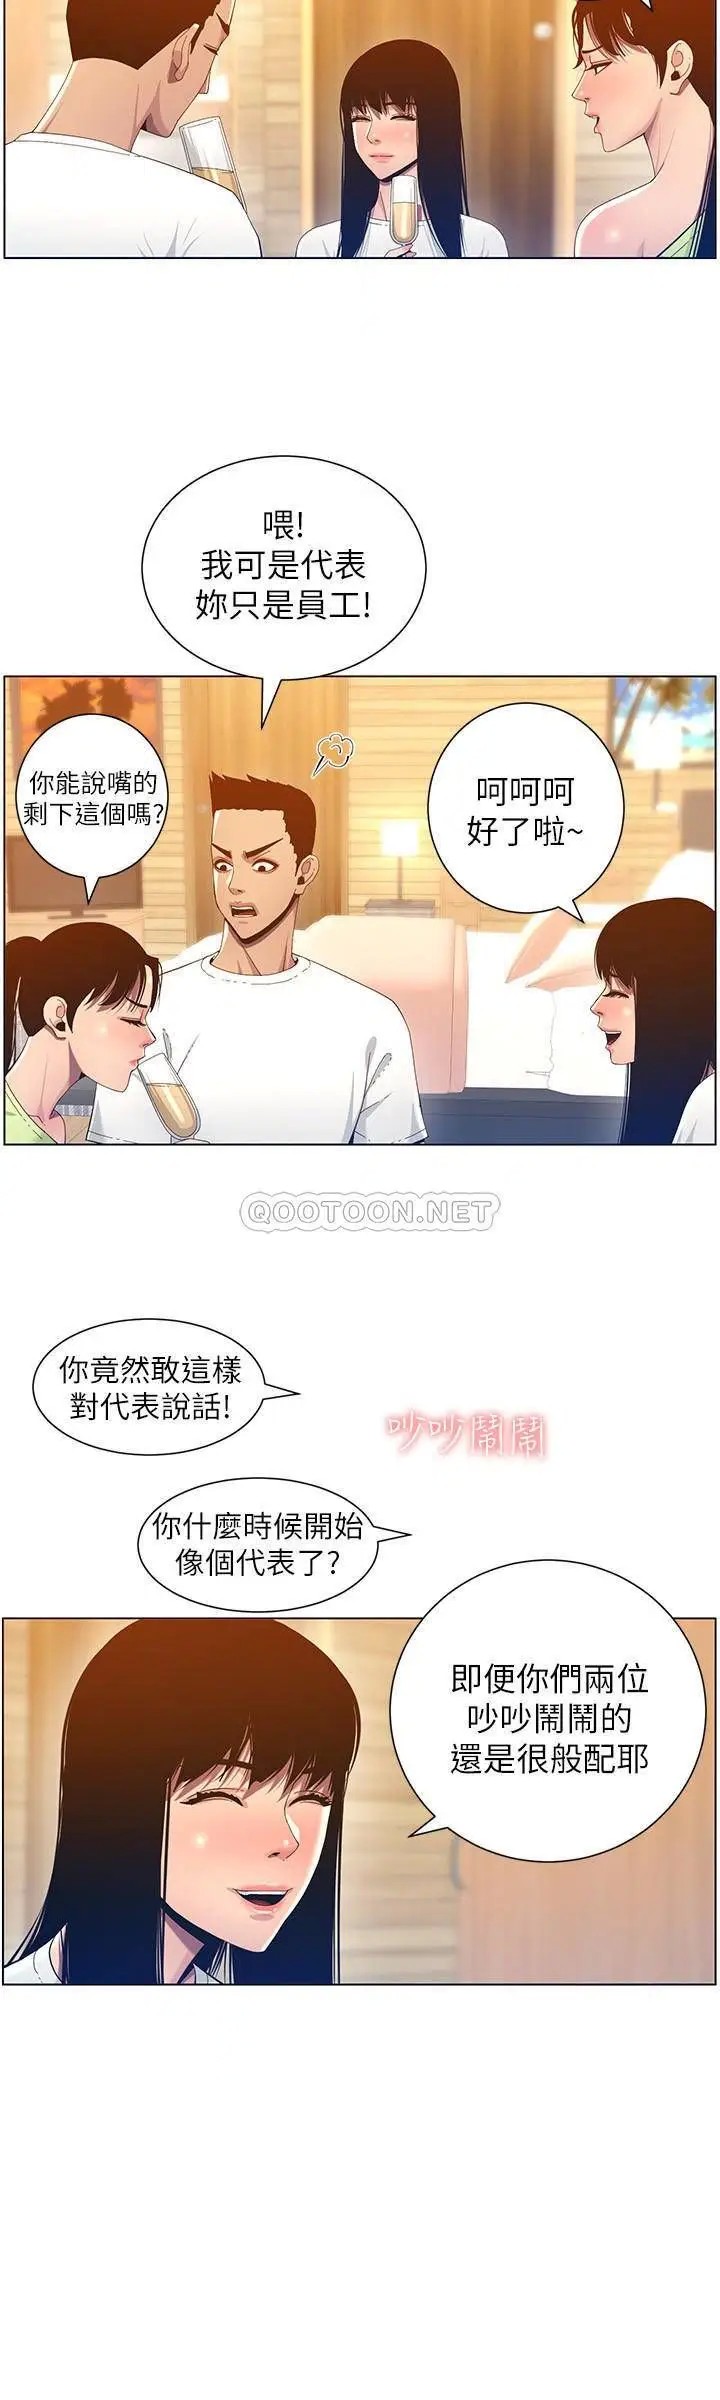 喂!
我可是代表
妳只是員工!
你能說嘴的
剩下這個嗎?
呵呵呵
好了啦~
QOOTOON.NET
你竟然敢這樣
對代表說話!
吵吵鬧鬧
你什麼時候開始
像個代表了?
即便你們兩位
吵吵鬧鬧的
還是很般配耶